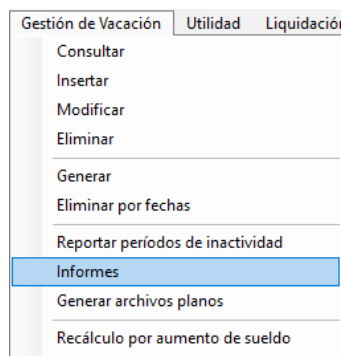 Gestión de Vacación Utilidad Liquidación
Consultar
Insertar
Modificar
Eliminar
Generar
Eliminar por fechas
Reportar períodos de inactividad
Informes
Generar archivos planos
Recálculo por aumento de sueldo